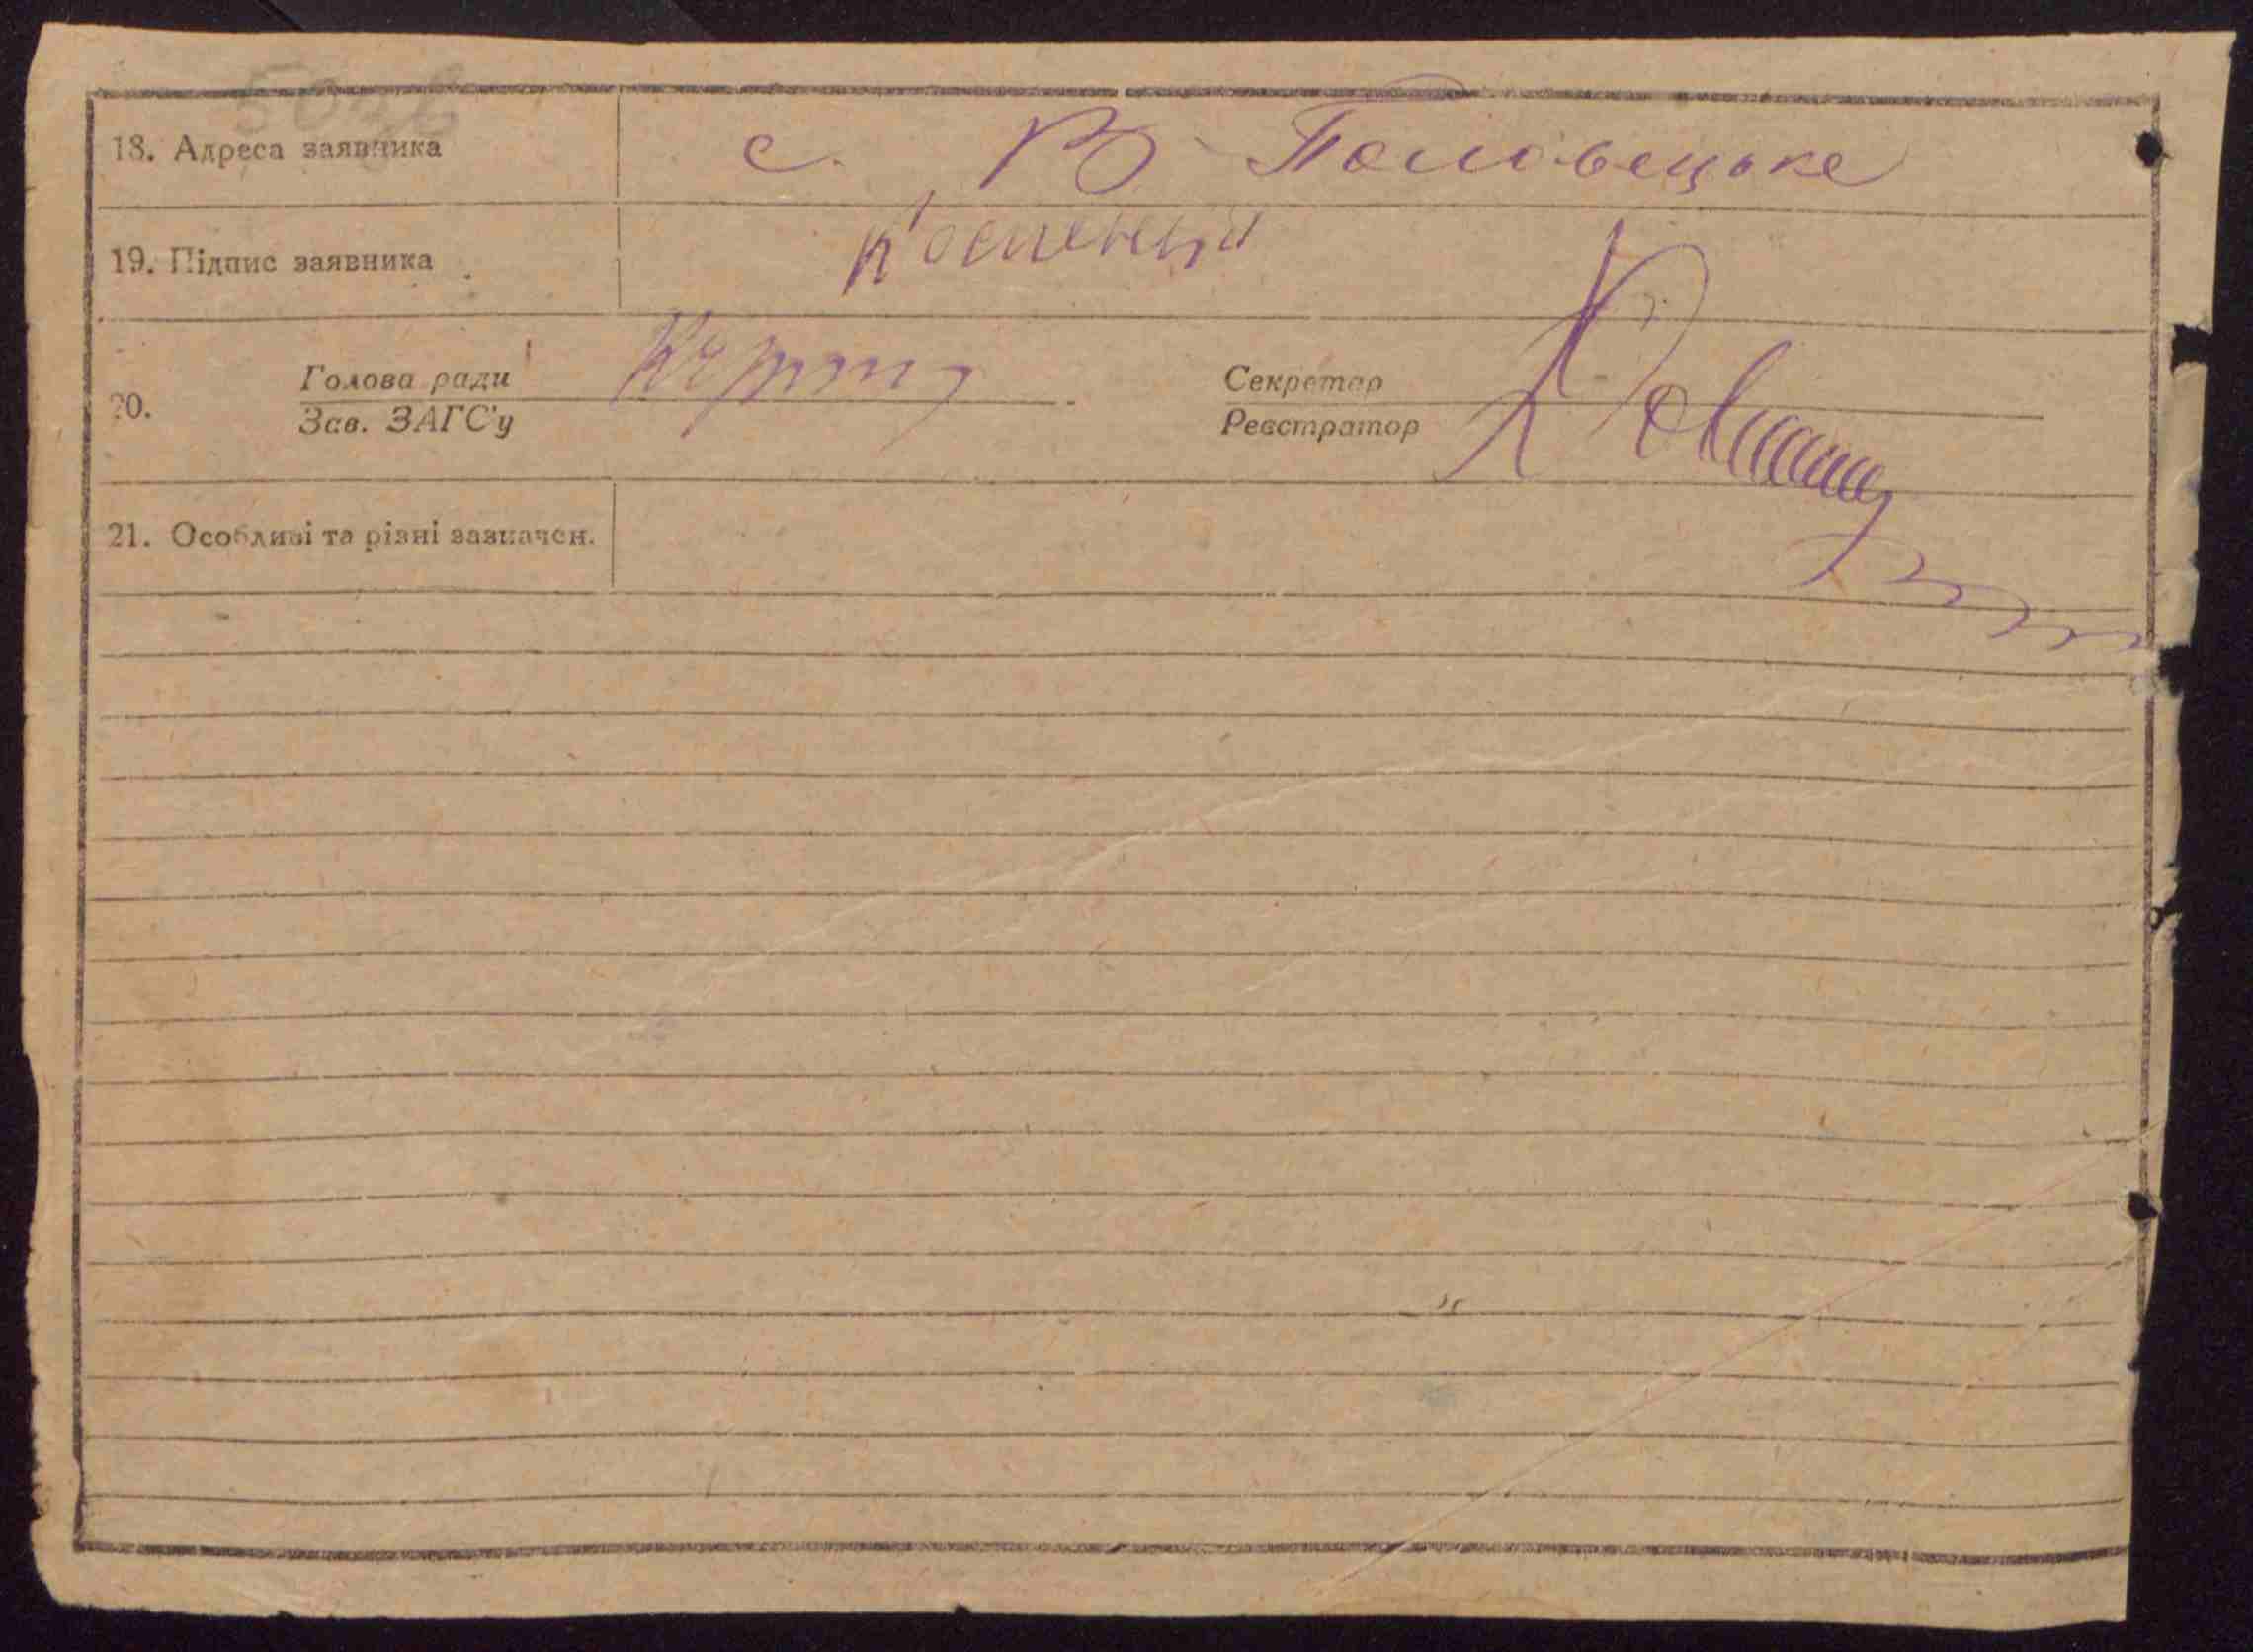 18. Адреса заявника с. В-Половецьке
19. Підпис заявника
20. Голова ради Секретар
Зав. ЗАГС'у Реєстратор
21. Особливі та різні зазначен.